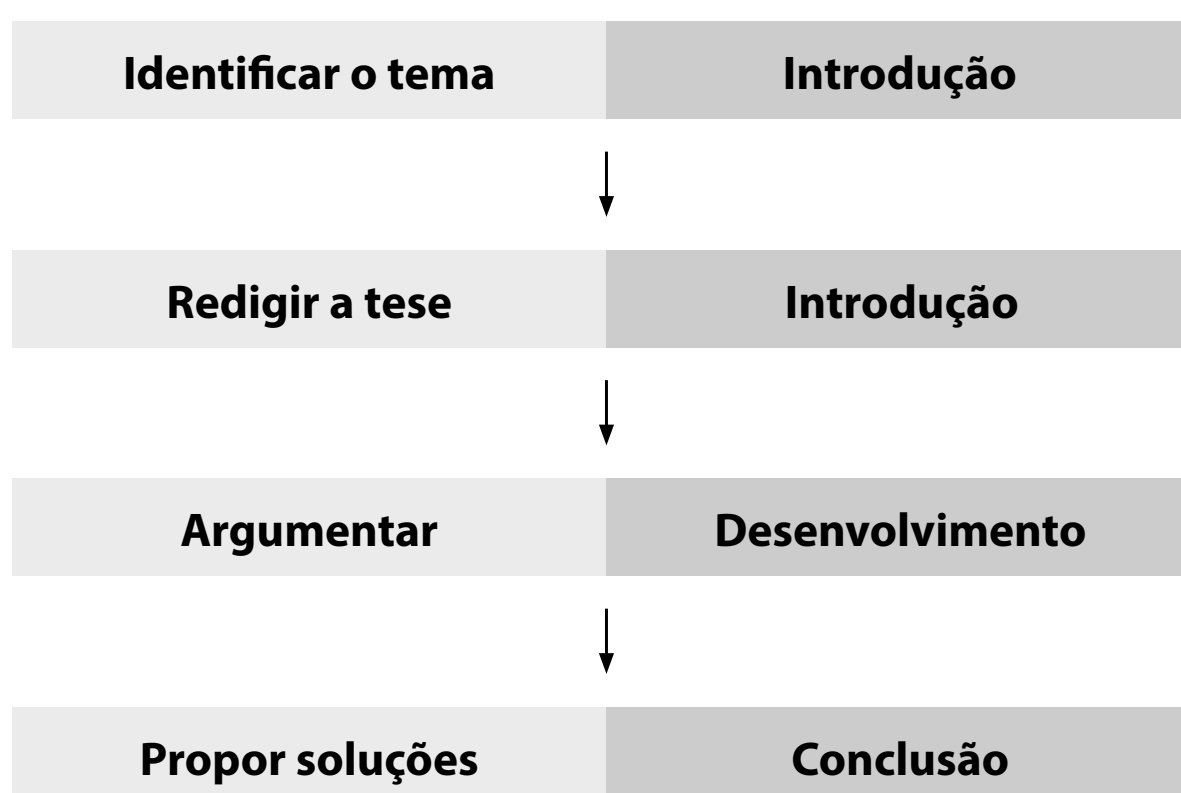 Identificar o tema Introdução
Redigir a tese Introdução
Argumentar Desenvolvimento
Propor soluções Conclusão